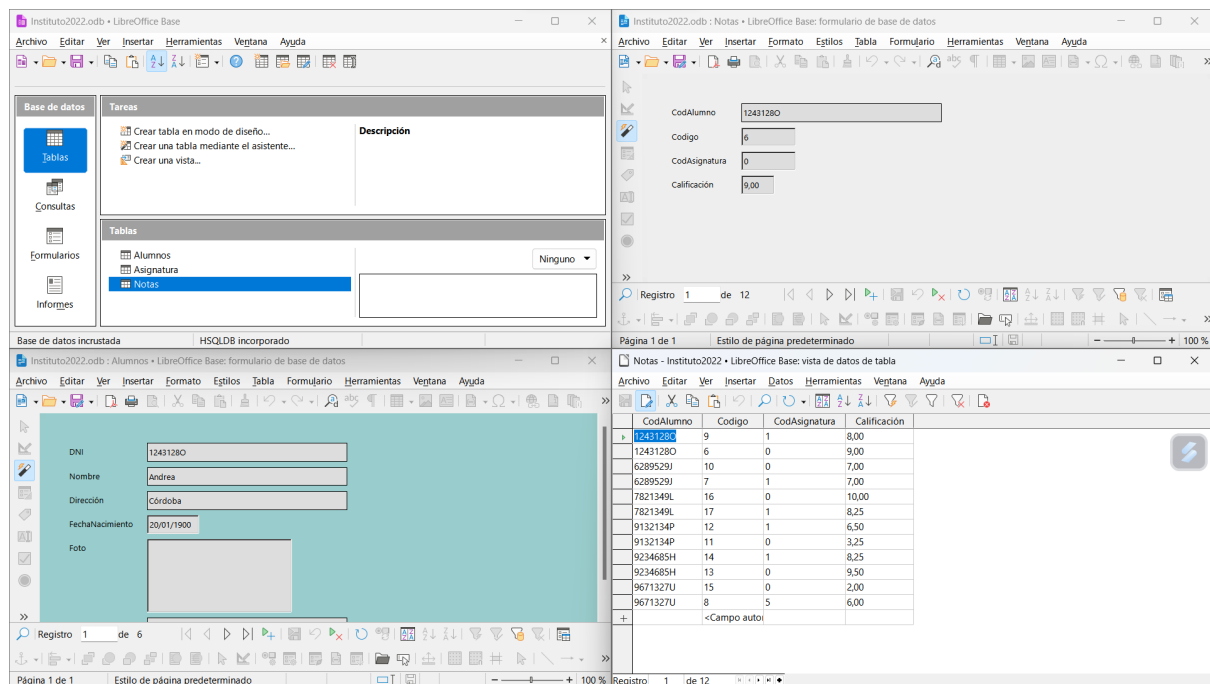 Instituto2022.odb • LibreOffice Base
Archivo Editar Ver Insertar Herramientas Ventana Ayuda
Base de datos
Tablas
Consultas
Formularios
Informes
Tareas
Crear tabla en modo de diseño...
Crear una tabla mediante el asistente...
Crear una vista...
Descripción
Tablas
Alumnos
Asignatura
Notas
Ninguno
Base de datos incrustada HSQLDB incorporado
Instituto2022.odb : Notas • LibreOffice Base: formulario de base de datos
Archivo Editar Ver Insertar Formato Estilos Tabla Formulario Herramientas Ventana Ayuda
CodAlumno 1243128O
Codigo 6
CodAsignatura 0
Calificación 9,00
Registro 1 de 12
Página 1 de 1 Estilo de página predeterminado 100 %
Instituto2022.odb : Alumnos • LibreOffice Base: formulario de base de datos
Archivo Editar Ver Insertar Formato Estilos Tabla Formulario Herramientas Ventana Ayuda
DNI 1243128O
Nombre Andrea
Dirección Córdoba
FechaNacimiento 20/01/1900
Foto
Registro 1 de 6
Página 1 de 1 Estilo de página predeterminado 100 %
Notas - Instituto2022 • LibreOffice Base: vista de datos de tabla
Archivo Editar Ver Insertar Datos Herramientas Ventana Ayuda
CodAlumno Codigo CodAsignatura Calificación
1243128O 9 1 8,00
1243128O 6 0 9,00
6289529J 10 0 7,00
6289529J 7 1 7,00
7821349L 16 0 10,00
7821349L 17 1 8,25
9132134P 12 1 6,50
9132134P 11 0 3,25
9234685H 14 1 8,25
9234685H 13 0 9,50
9671327U 15 0 2,00
9671327U 8 5 6,00
<Campo auto
Registro 1 de 12